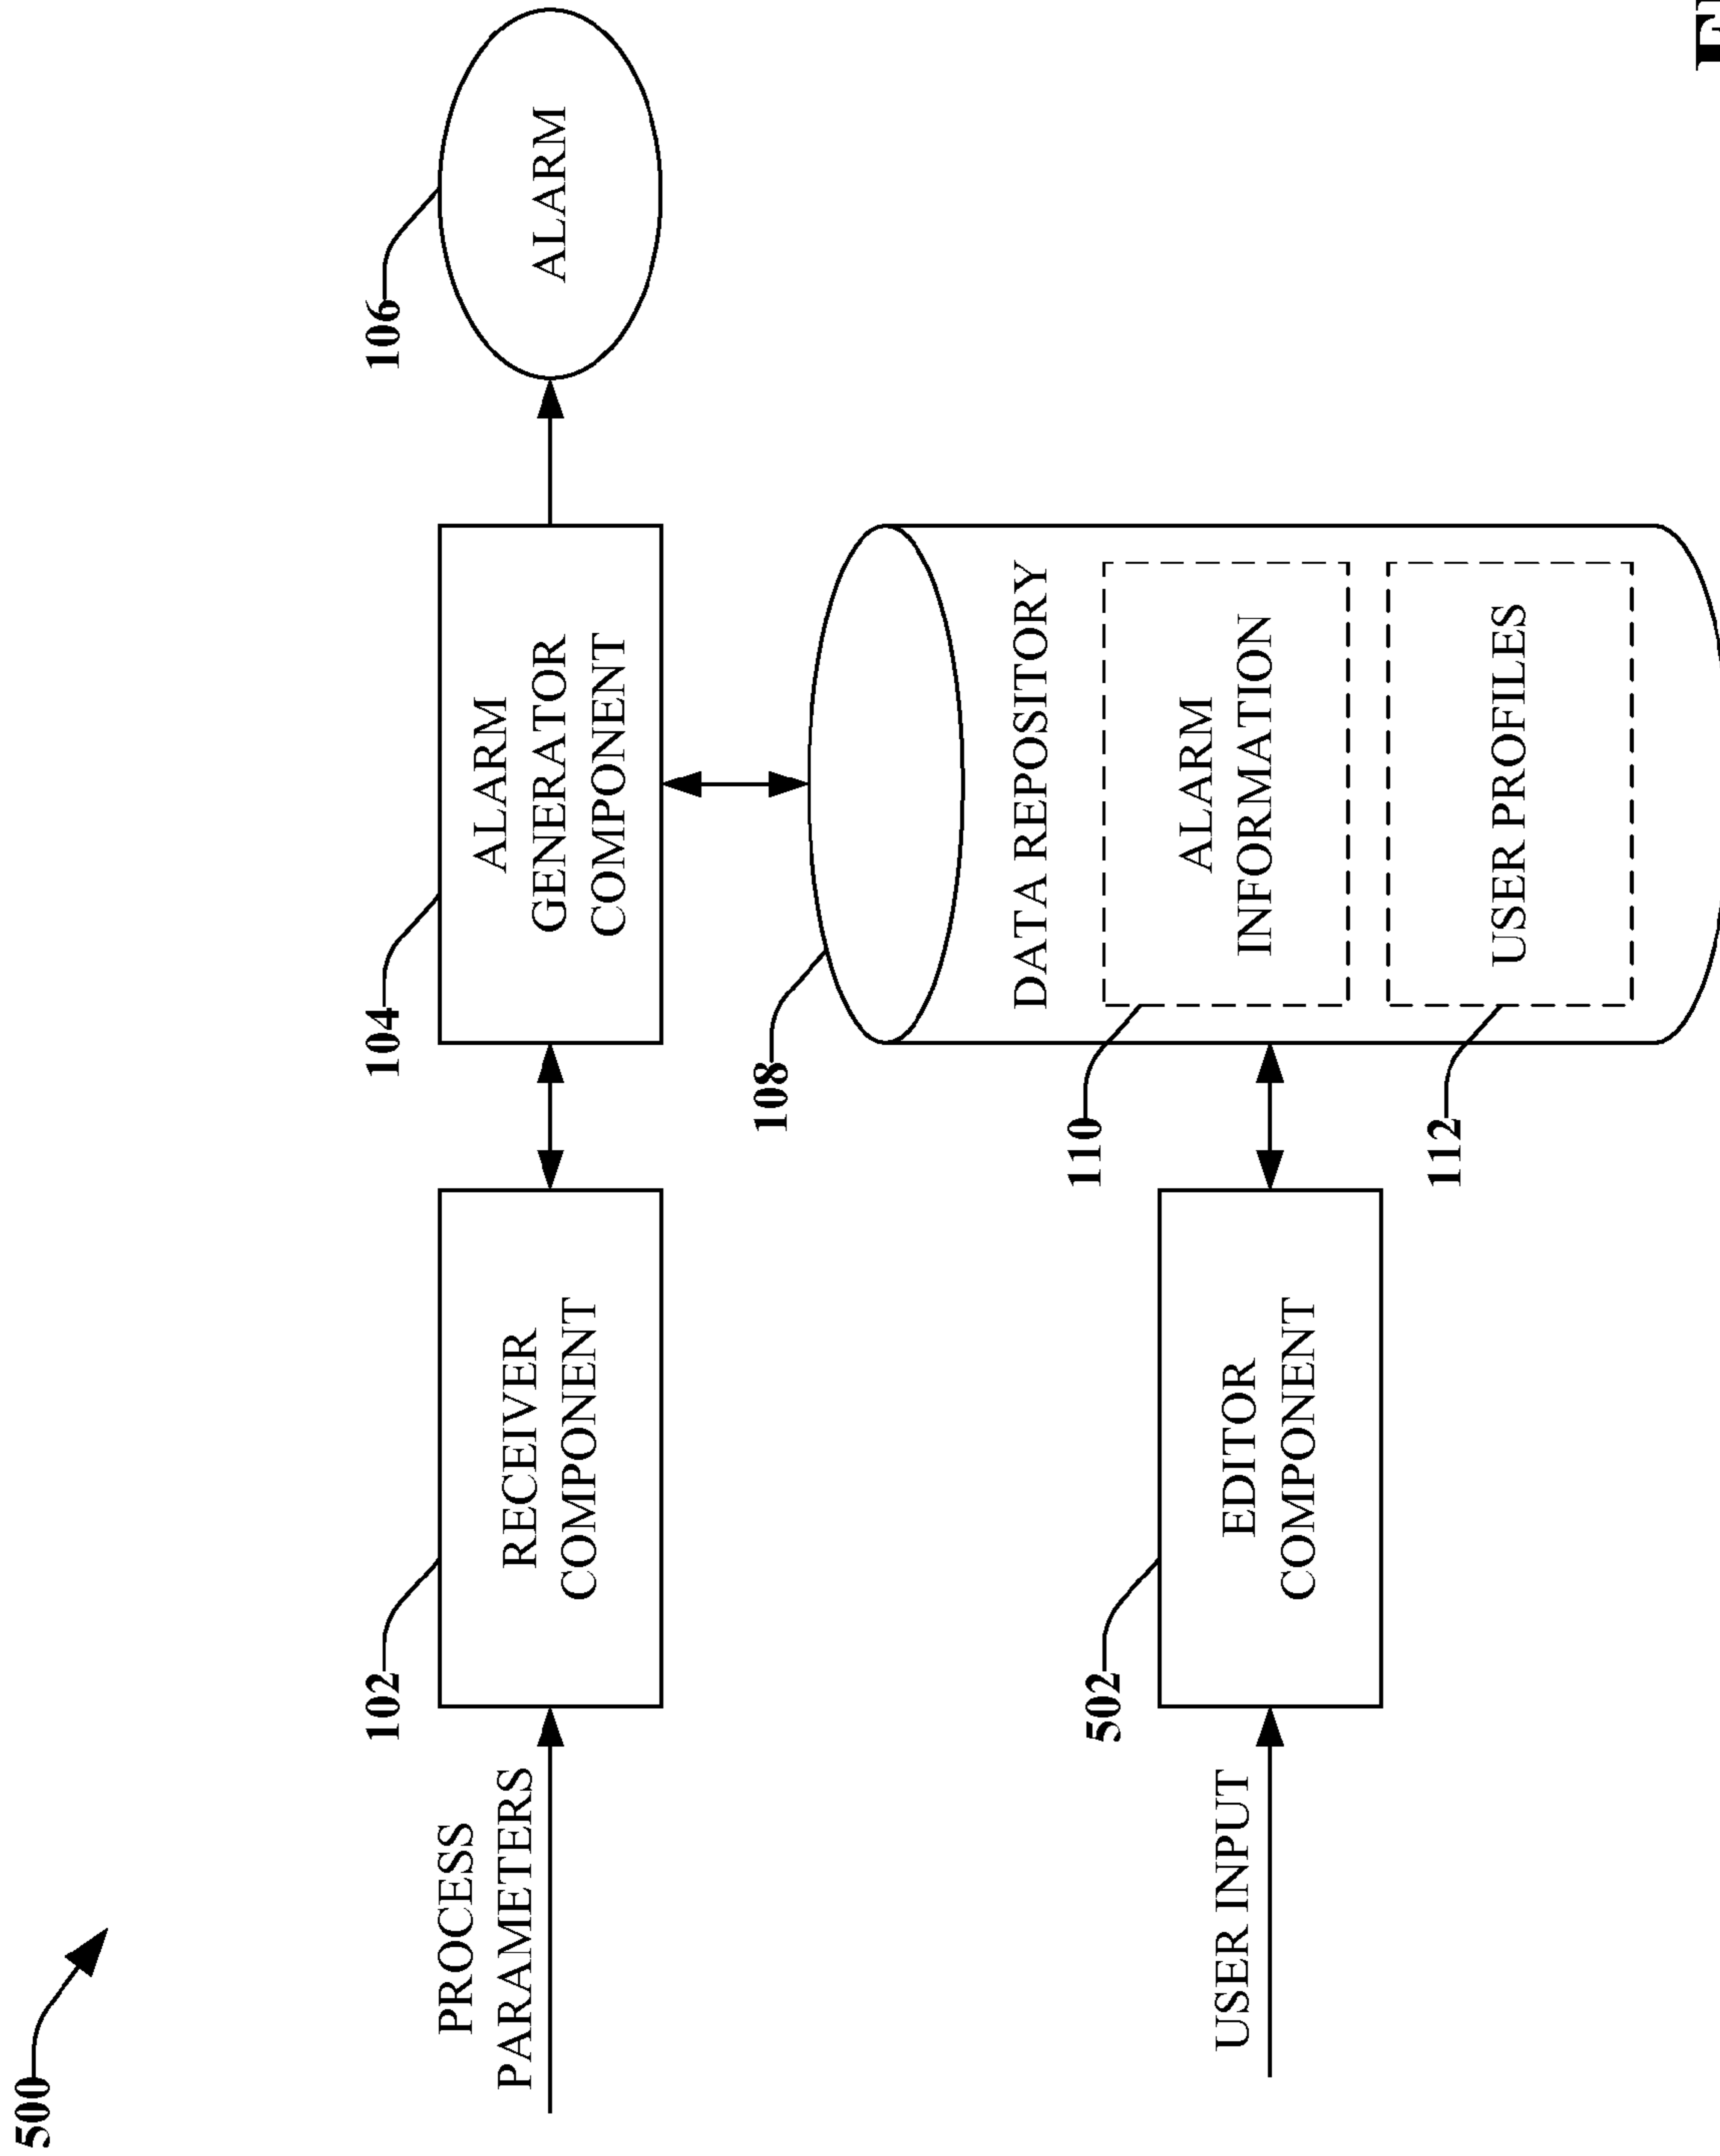 500
PROCESS
PARAMETERS
102
RECEIVER
COMPONENT
104
ALARM
GENERATOR
COMPONENT
106
ALARM
108
DATA REPOSITORY
110
ALARM
INFORMATION
112
USER PROFILES
USER INPUT
502
EDITOR
COMPONENT